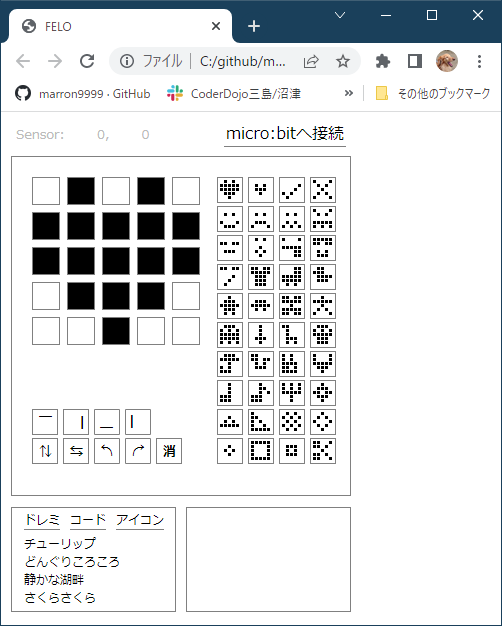 FELO
ファイル C:/github/m...
marron9999 · GitHub
CoderDojo三島/沼津
»
その他のブックマーク
Sensor: 0, 0
micro:bitへ接続
消
ドレミ コード アイコン
チューリップ
どんぐりころころ
静かな湖畔
さくらさくら